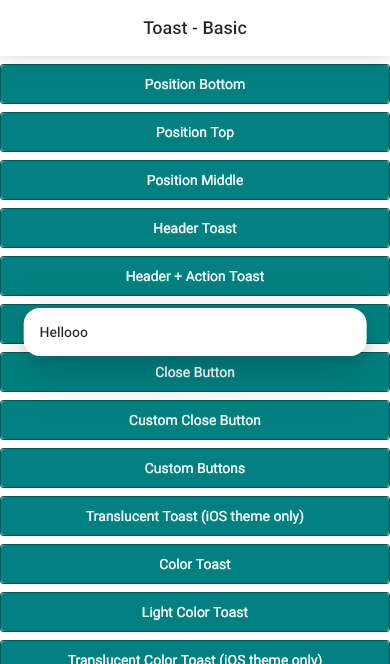 Toast - Basic
Position Bottom
Position Top
Position Middle
Header Toast
Header + Action Toast
Hellooo
Close Button
Custom Close Button
Custom Buttons
Translucent Toast (iOS theme only)
Color Toast
Light Color Toast
Translucent Color Toast (iOS theme only)